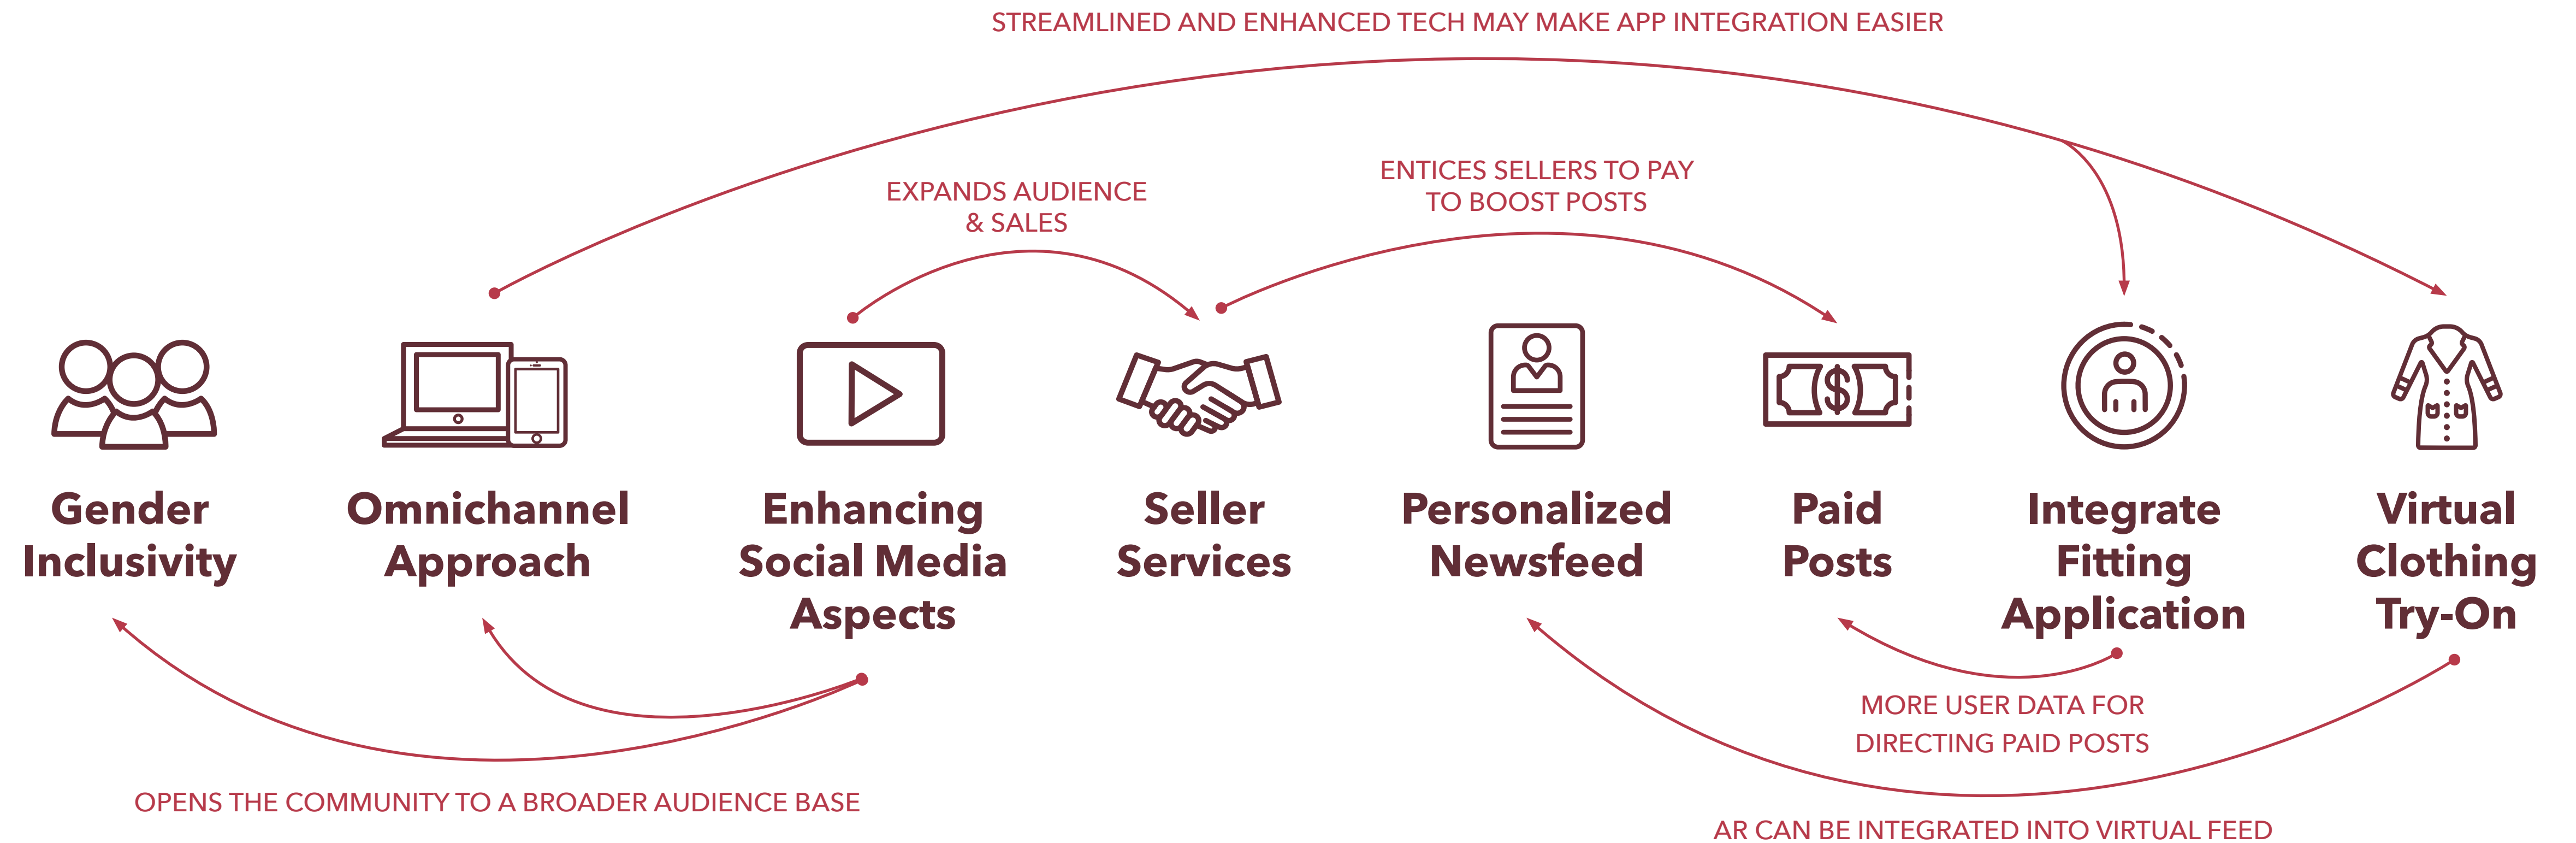 STREAMLINED AND ENHANCED TECH MAY MAKE APP INTEGRATION EASIER
EXPANDS AUDIENCE
& SALES
ENTICES SELLERS TO PAY
TO BOOST POSTS
$
Gender
Inclusivity
Omnichannel
Approach
Enhancing
Social Media
Aspects
Seller
Services
Personalized
Newsfeed
Paid
Posts
Integrate
Fitting
Application
Virtual
Clothing
Try-On
MORE USER DATA FOR
DIRECTING PAID POSTS
OPENS THE COMMUNITY TO A BROADER AUDIENCE BASE
AR CAN BE INTEGRATED INTO VIRTUAL FEED